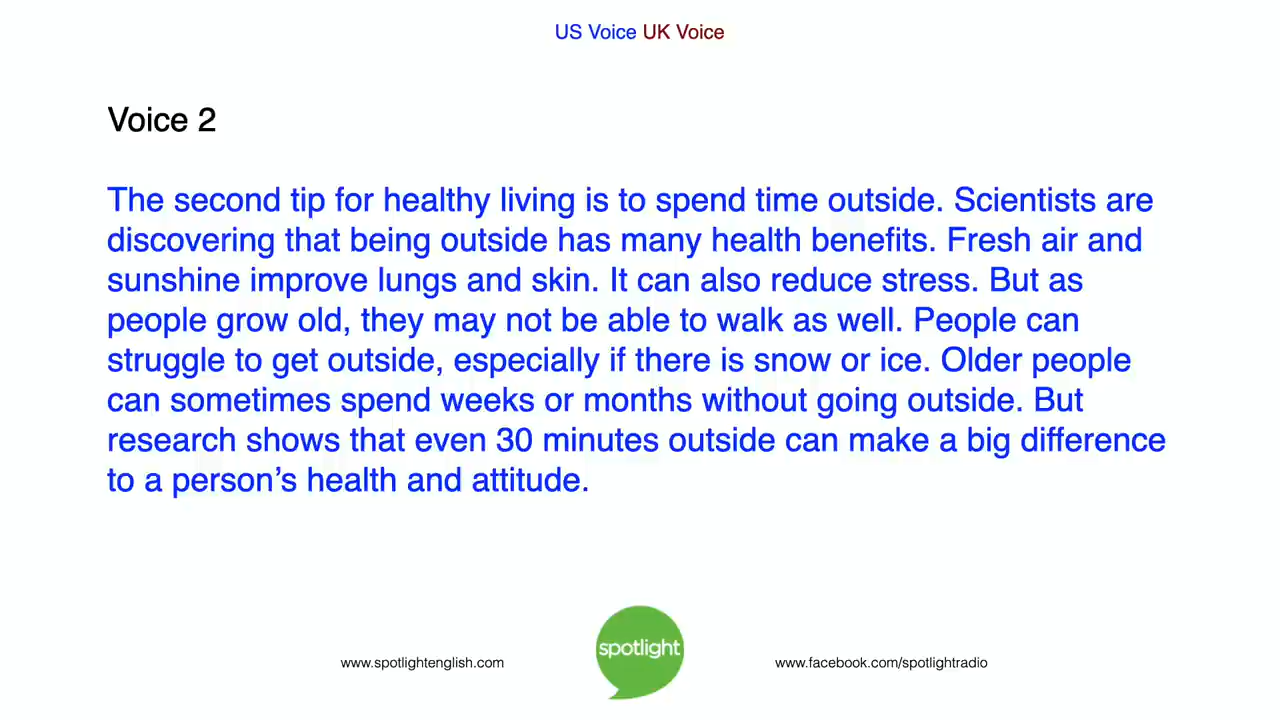 US Voice UK Voice
Voice 2
The second tip for healthy living is to spend time outside. Scientists are
discovering that being outside has many health benefits. Fresh air and
sunshine improve lungs and skin. It can also reduce stress. But as
people grow old, they may not be able to walk as well. People can
struggle to get outside, especially if there is snow or ice. Older people
can sometimes spend weeks or months without going outside. But
research shows that even 30 minutes outside can make a big difference
to a person’s health and attitude.
www.spotlightenglish.com
spotlight
www.facebook.com/spotlightradio